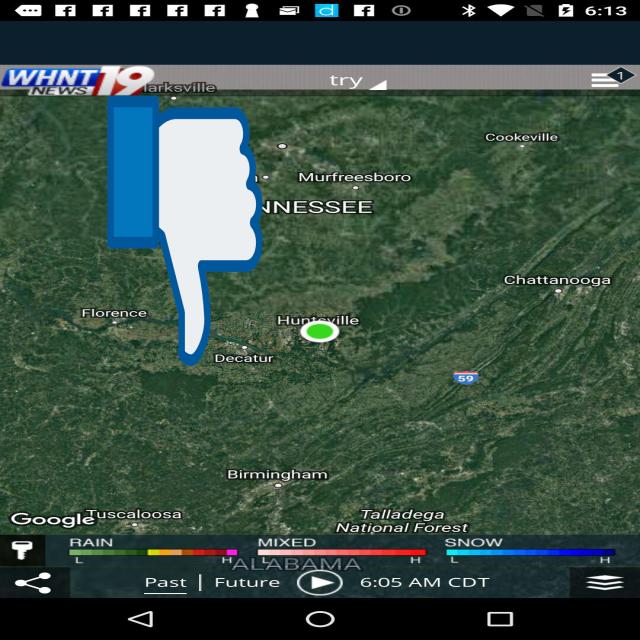 6:13
WHNT 19
NEWS
try
1
larksville
Cookeville
Murfreesboro
NNESSEE
Chattanooga
Florence
Huntsville
Decatur
59
Birmingham
Google
Tuscaloosa
Talladega
National Forest
RAIN
MIXED
SNOW
L H
L H
L H
ALABAMA
Past | Future
6:05 AM CDT